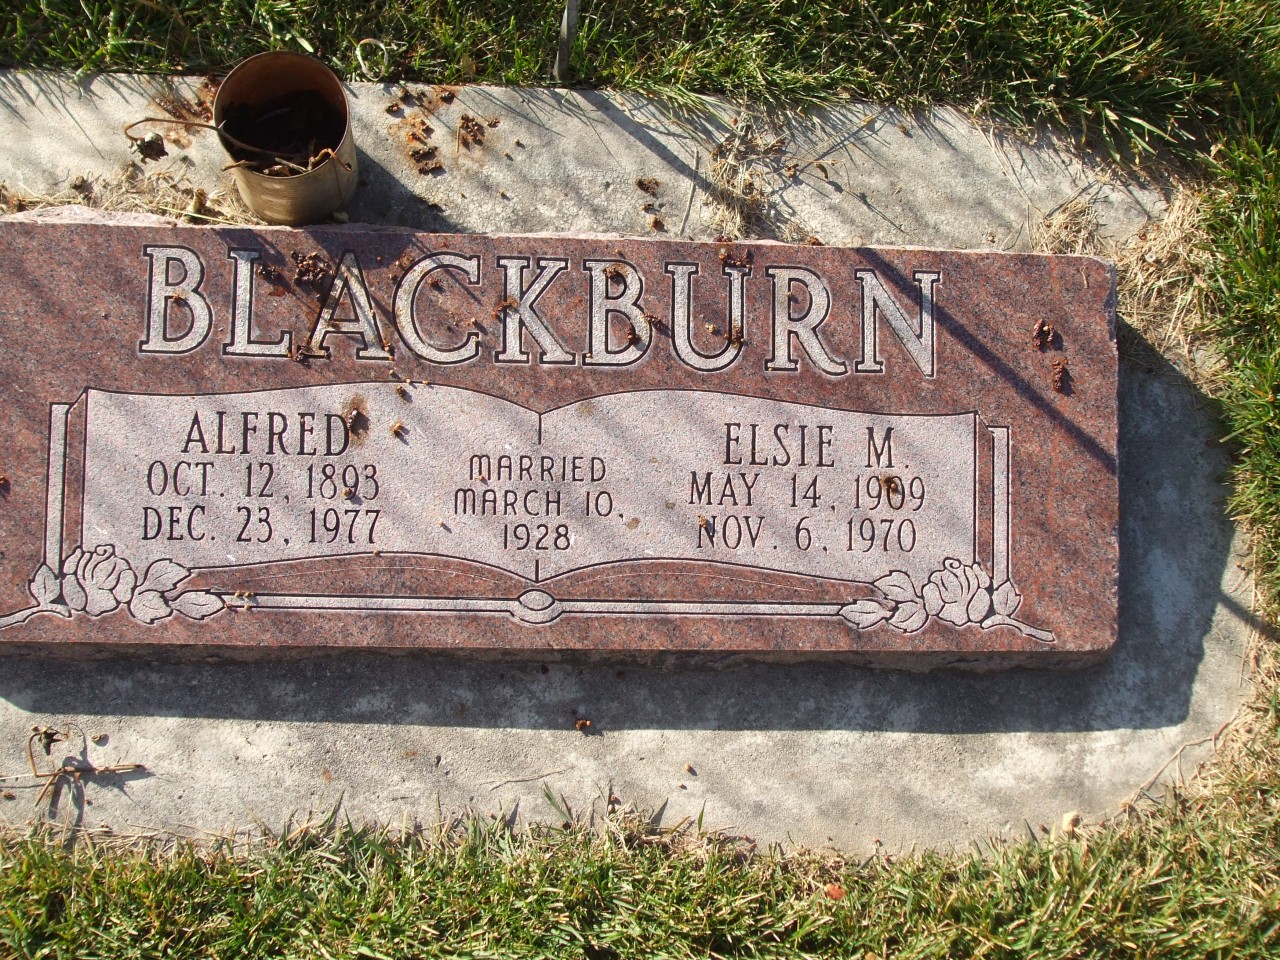 BLACKBURN
ALFRED
OCT. 12, 1893
DEC. 23, 1977
MARRIED
MARCH 10,
1928
ELSIE M.
MAY 14, 1909
NOV. 6, 1970